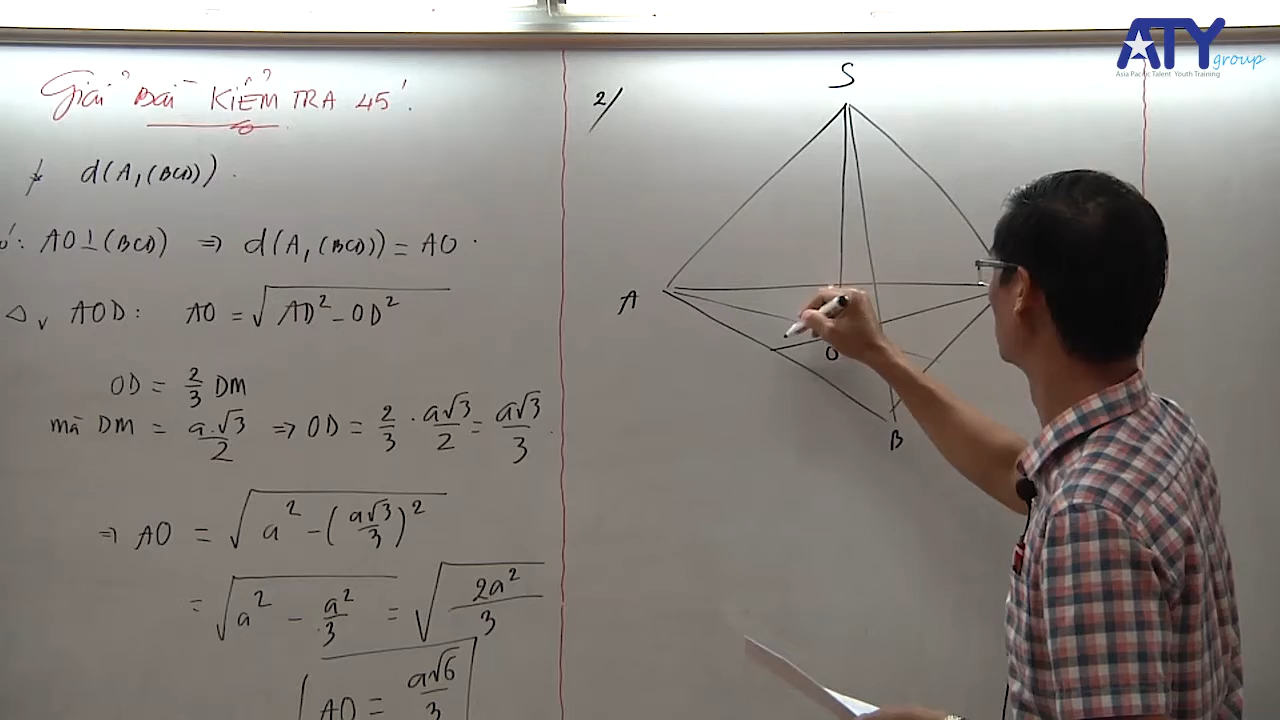 Giải Bài KIỂM TRA 45'.
* d(A,(BCD)).
AO ⊥ (BCD) ⇒ d(A,(BCD)) = AO.
Δv AOD: AO = √(AD² - OD²)
OD = 2/3 DM
mà DM = a.√3/2 ⇒ OD = 2/3 · a√3/2 = a√3/3.
⇒ AO = √(a² - (a√3/3)²)
= √(a² - a²/3) = √(2a²/3)
AO = a√6/3
2/
S
A
O
B
ATY group
Asia Pacific Talent Youth Training